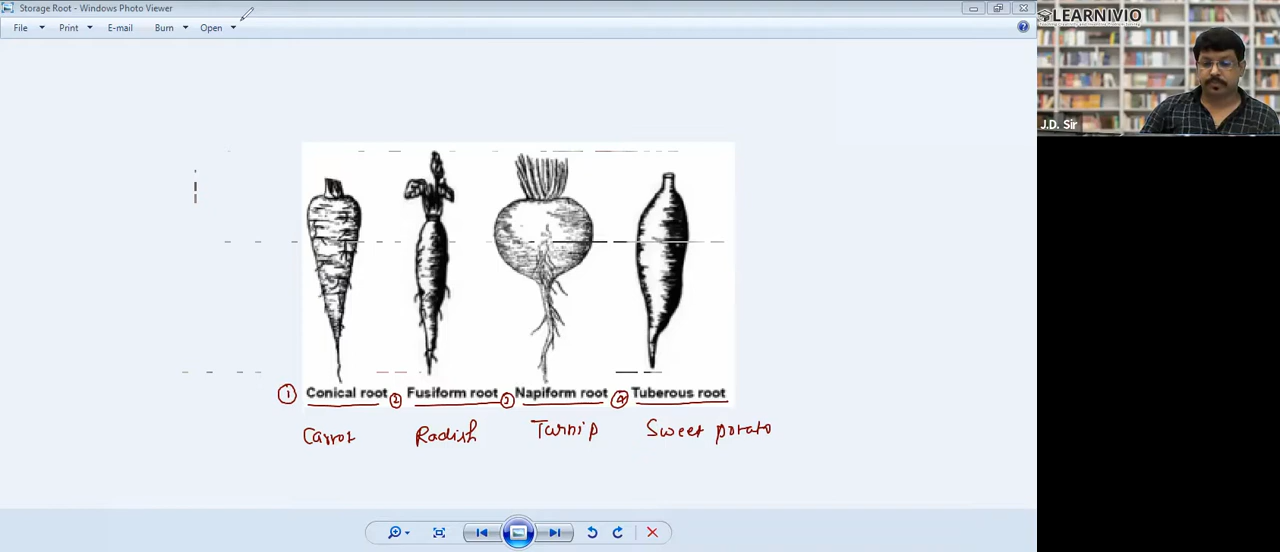 Storage Root - Windows Photo Viewer
File Print E-mail Burn Open
LEARNIVIO
J.D. Sir
① Conical root ② Fusiform root ③ Napiform root ④ Tuberous root
Carrot Radish Turnip Sweet potato